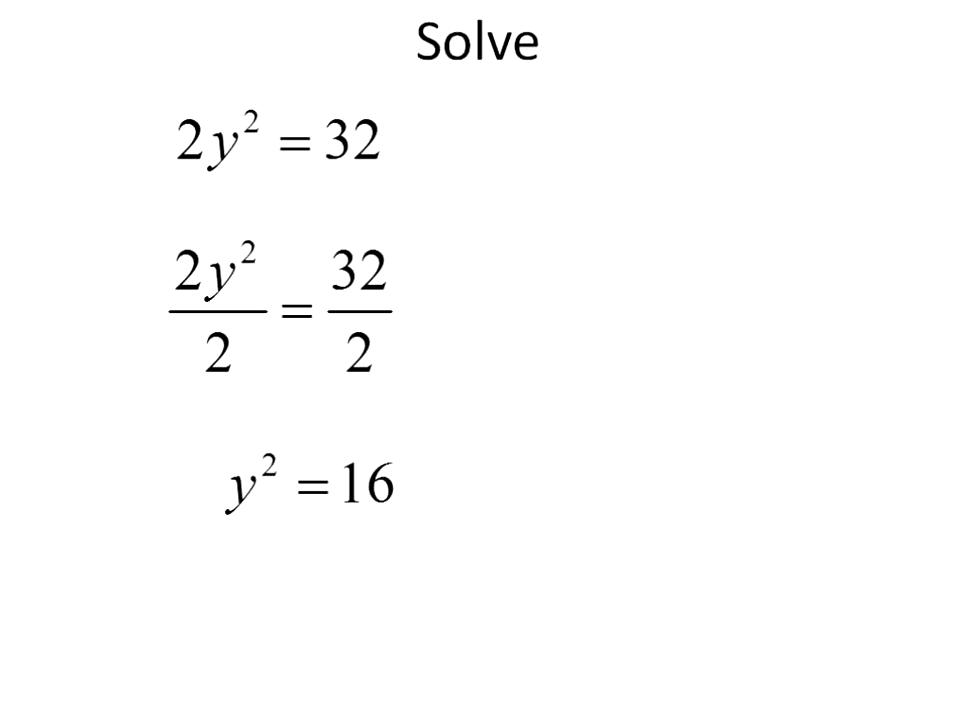 Solve
2y² = 32
2y²/2 = 32/2
y² = 16